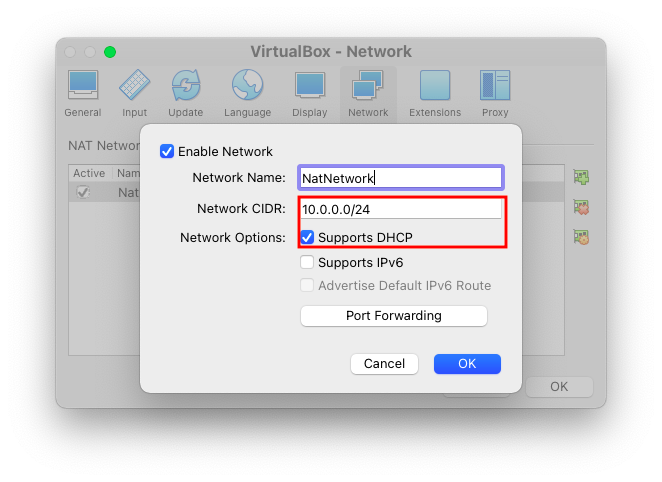 VirtualBox - Network
General Input Update Language Display Network Extensions Proxy
NAT Networ
Active Nam
Nat
Enable Network
Network Name: NatNetwork
Network CIDR: 10.0.0.0/24
Network Options: Supports DHCP
Supports IPv6
Advertise Default IPv6 Route
Port Forwarding
Cancel OK
OK